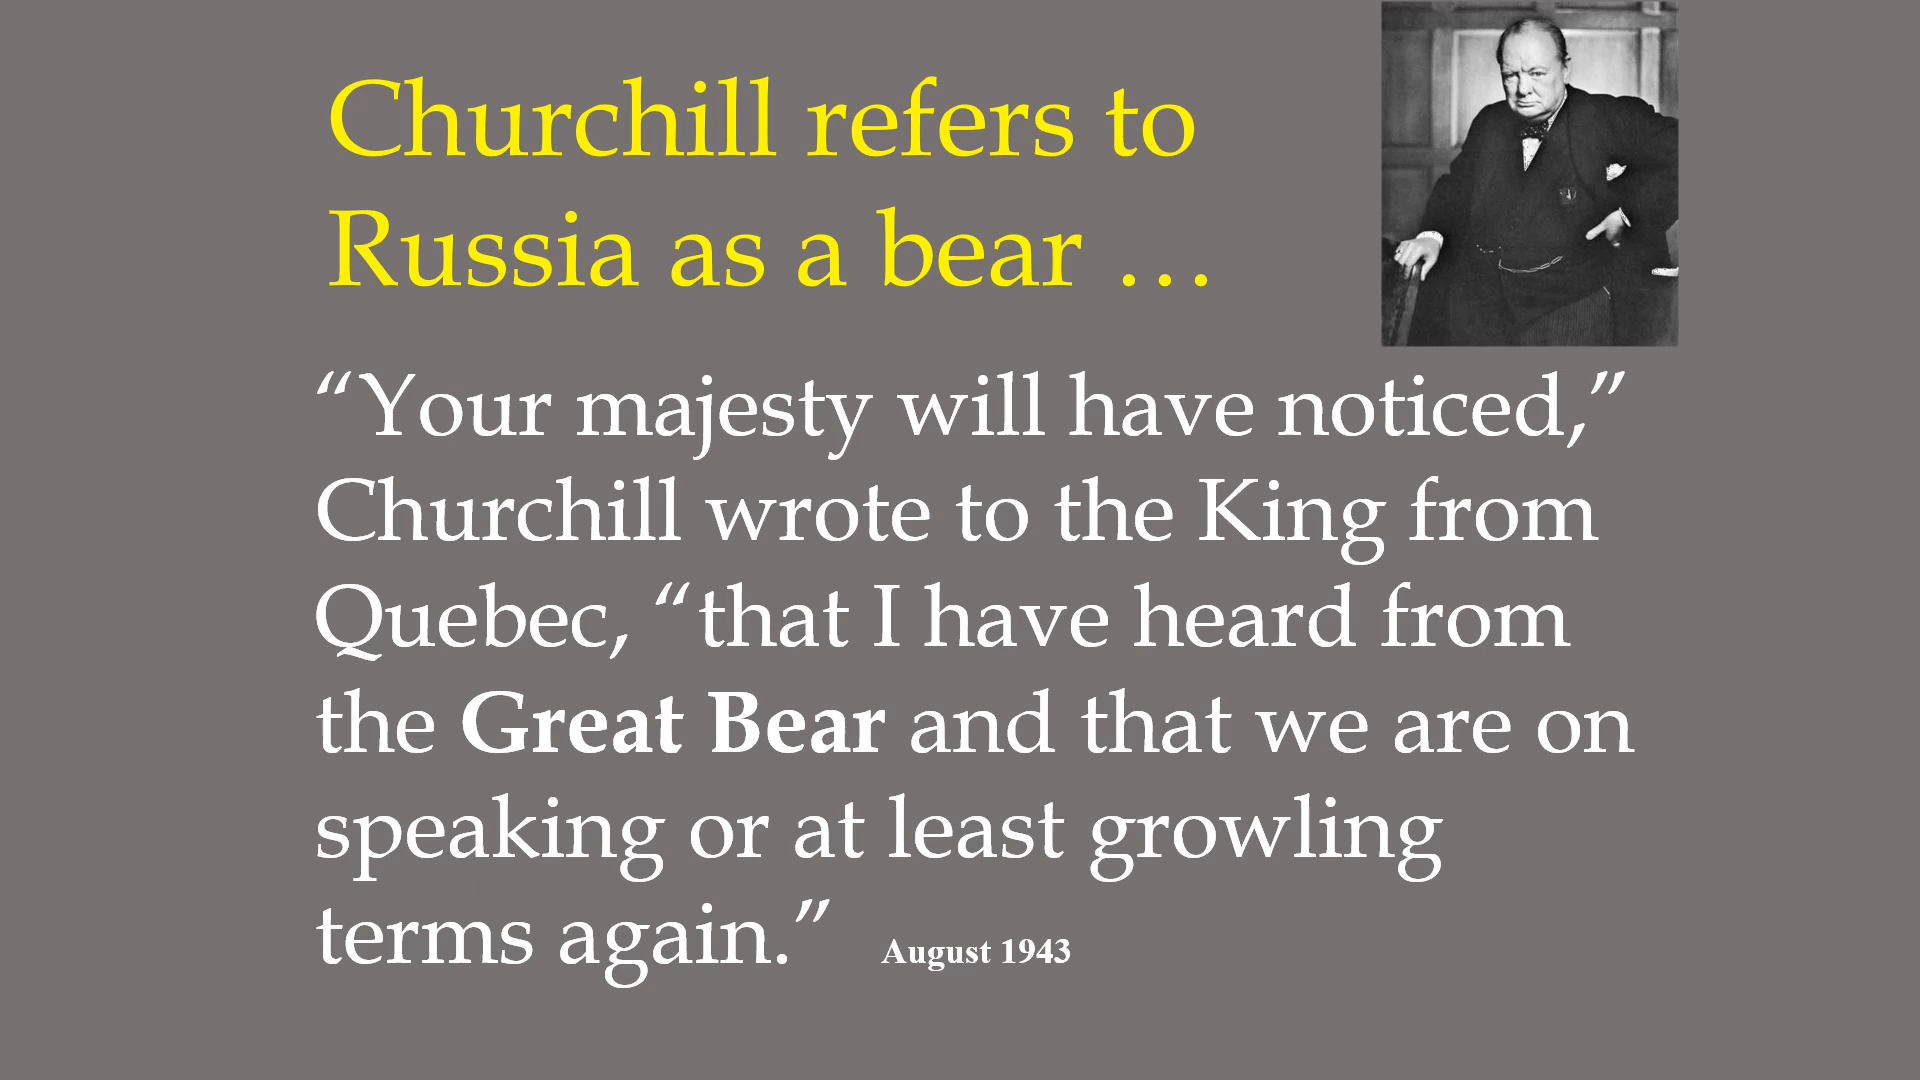 Churchill refers to
Russia as a bear …
“Your majesty will have noticed,”
Churchill wrote to the King from
Quebec, “that I have heard from
the Great Bear and that we are on
speaking or at least growling
terms again.” August 1943